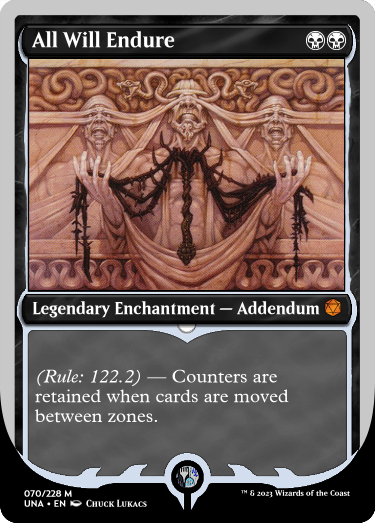 All Will Endure
Legendary Enchantment — Addendum
(Rule: 122.2) — Counters are
retained when cards are moved
between zones.
070/228 M
UNA • EN Chuck Lukacs
™ & © 2023 Wizards of the Coast